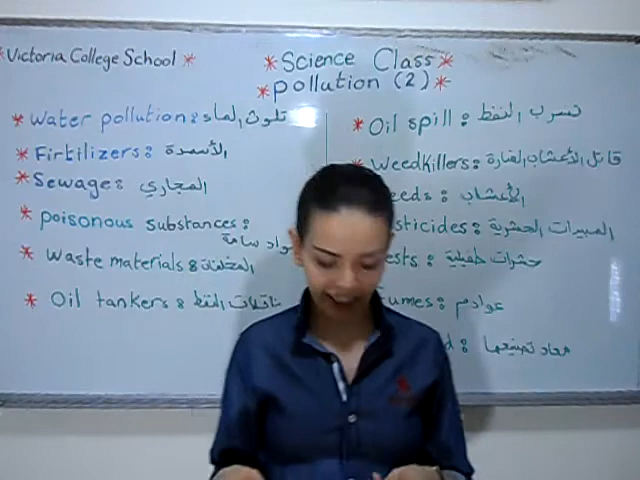 *Victoria College School *
*Science Class*
*pollution (2)*
* water pollution: تلوث الماء
* Firtilizers: الأسمدة
* Sewage: المجاري
* poisonous substances:
واد سامة
* Waste materials: المخلفات
* Oil tankers: ناقلات النفط
* Oil spill: تسرب النفط
* Weedkillers: قاتل الأعشاب الضارة
eeds: الأعشاب
sticides: المبيدات الحشرية
ests: حشرات طفيلية
umes: عوادم
d: معاد تصنيعها